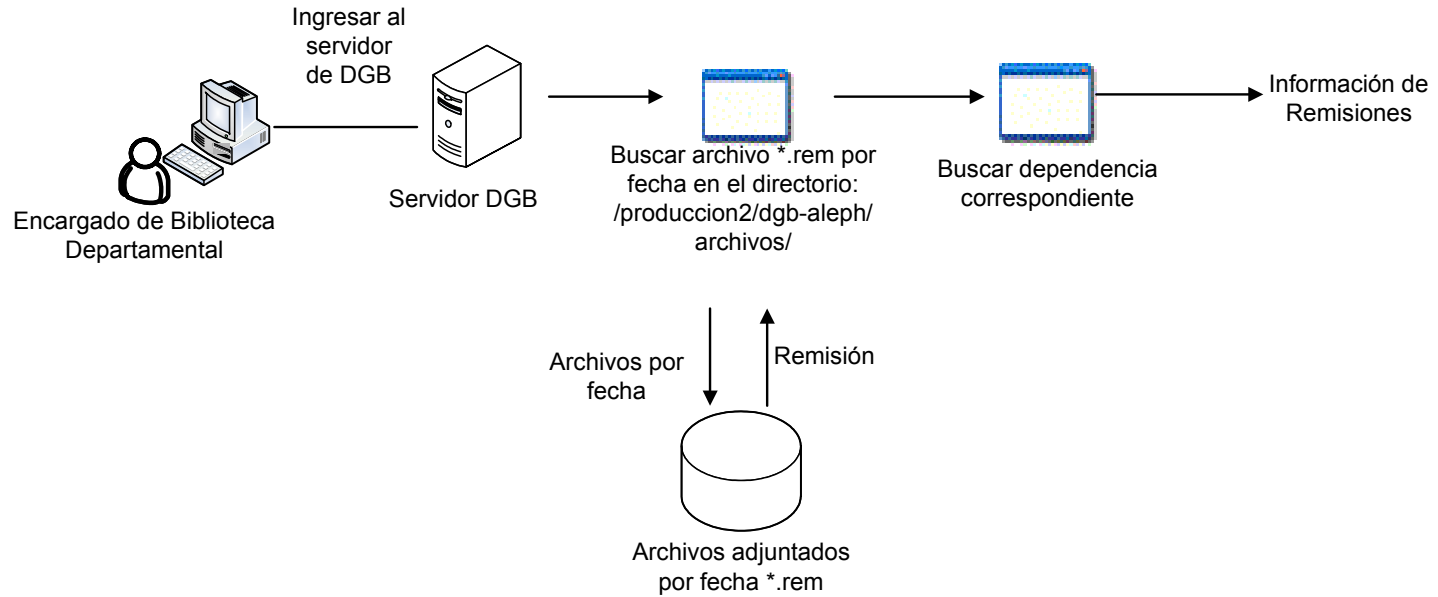 Ingresar al
servidor
de DGB
Encargado de Biblioteca
Departamental
Servidor DGB
Buscar archivo *.rem por
fecha en el directorio:
/produccion2/dgb-aleph/
archivos/
Buscar dependencia
correspondiente
Información de
Remisiones
Archivos por
fecha
Remisión
Archivos adjuntados
por fecha *.rem